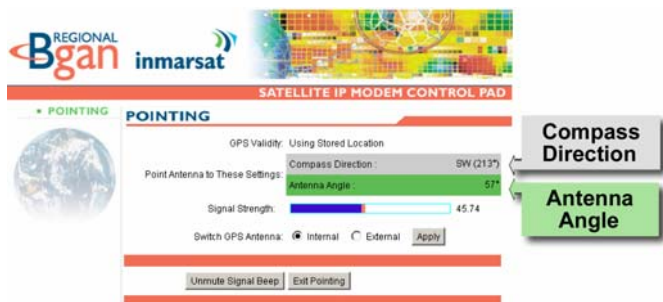 REGIONAL
Bgan inmarsat
SATELLITE IP MODEM CONTROL PAD
POINTING
POINTING
GPS Validity: Using Stored Location
Point Antenna to These Settings:
Compass Direction : SW (213°)
Antenna Angle : 57°
Signal Strength: 45.74
Switch GPS Antenna: Internal External Apply
Unmute Signal Beep Exit Pointing
Compass
Direction
Antenna
Angle